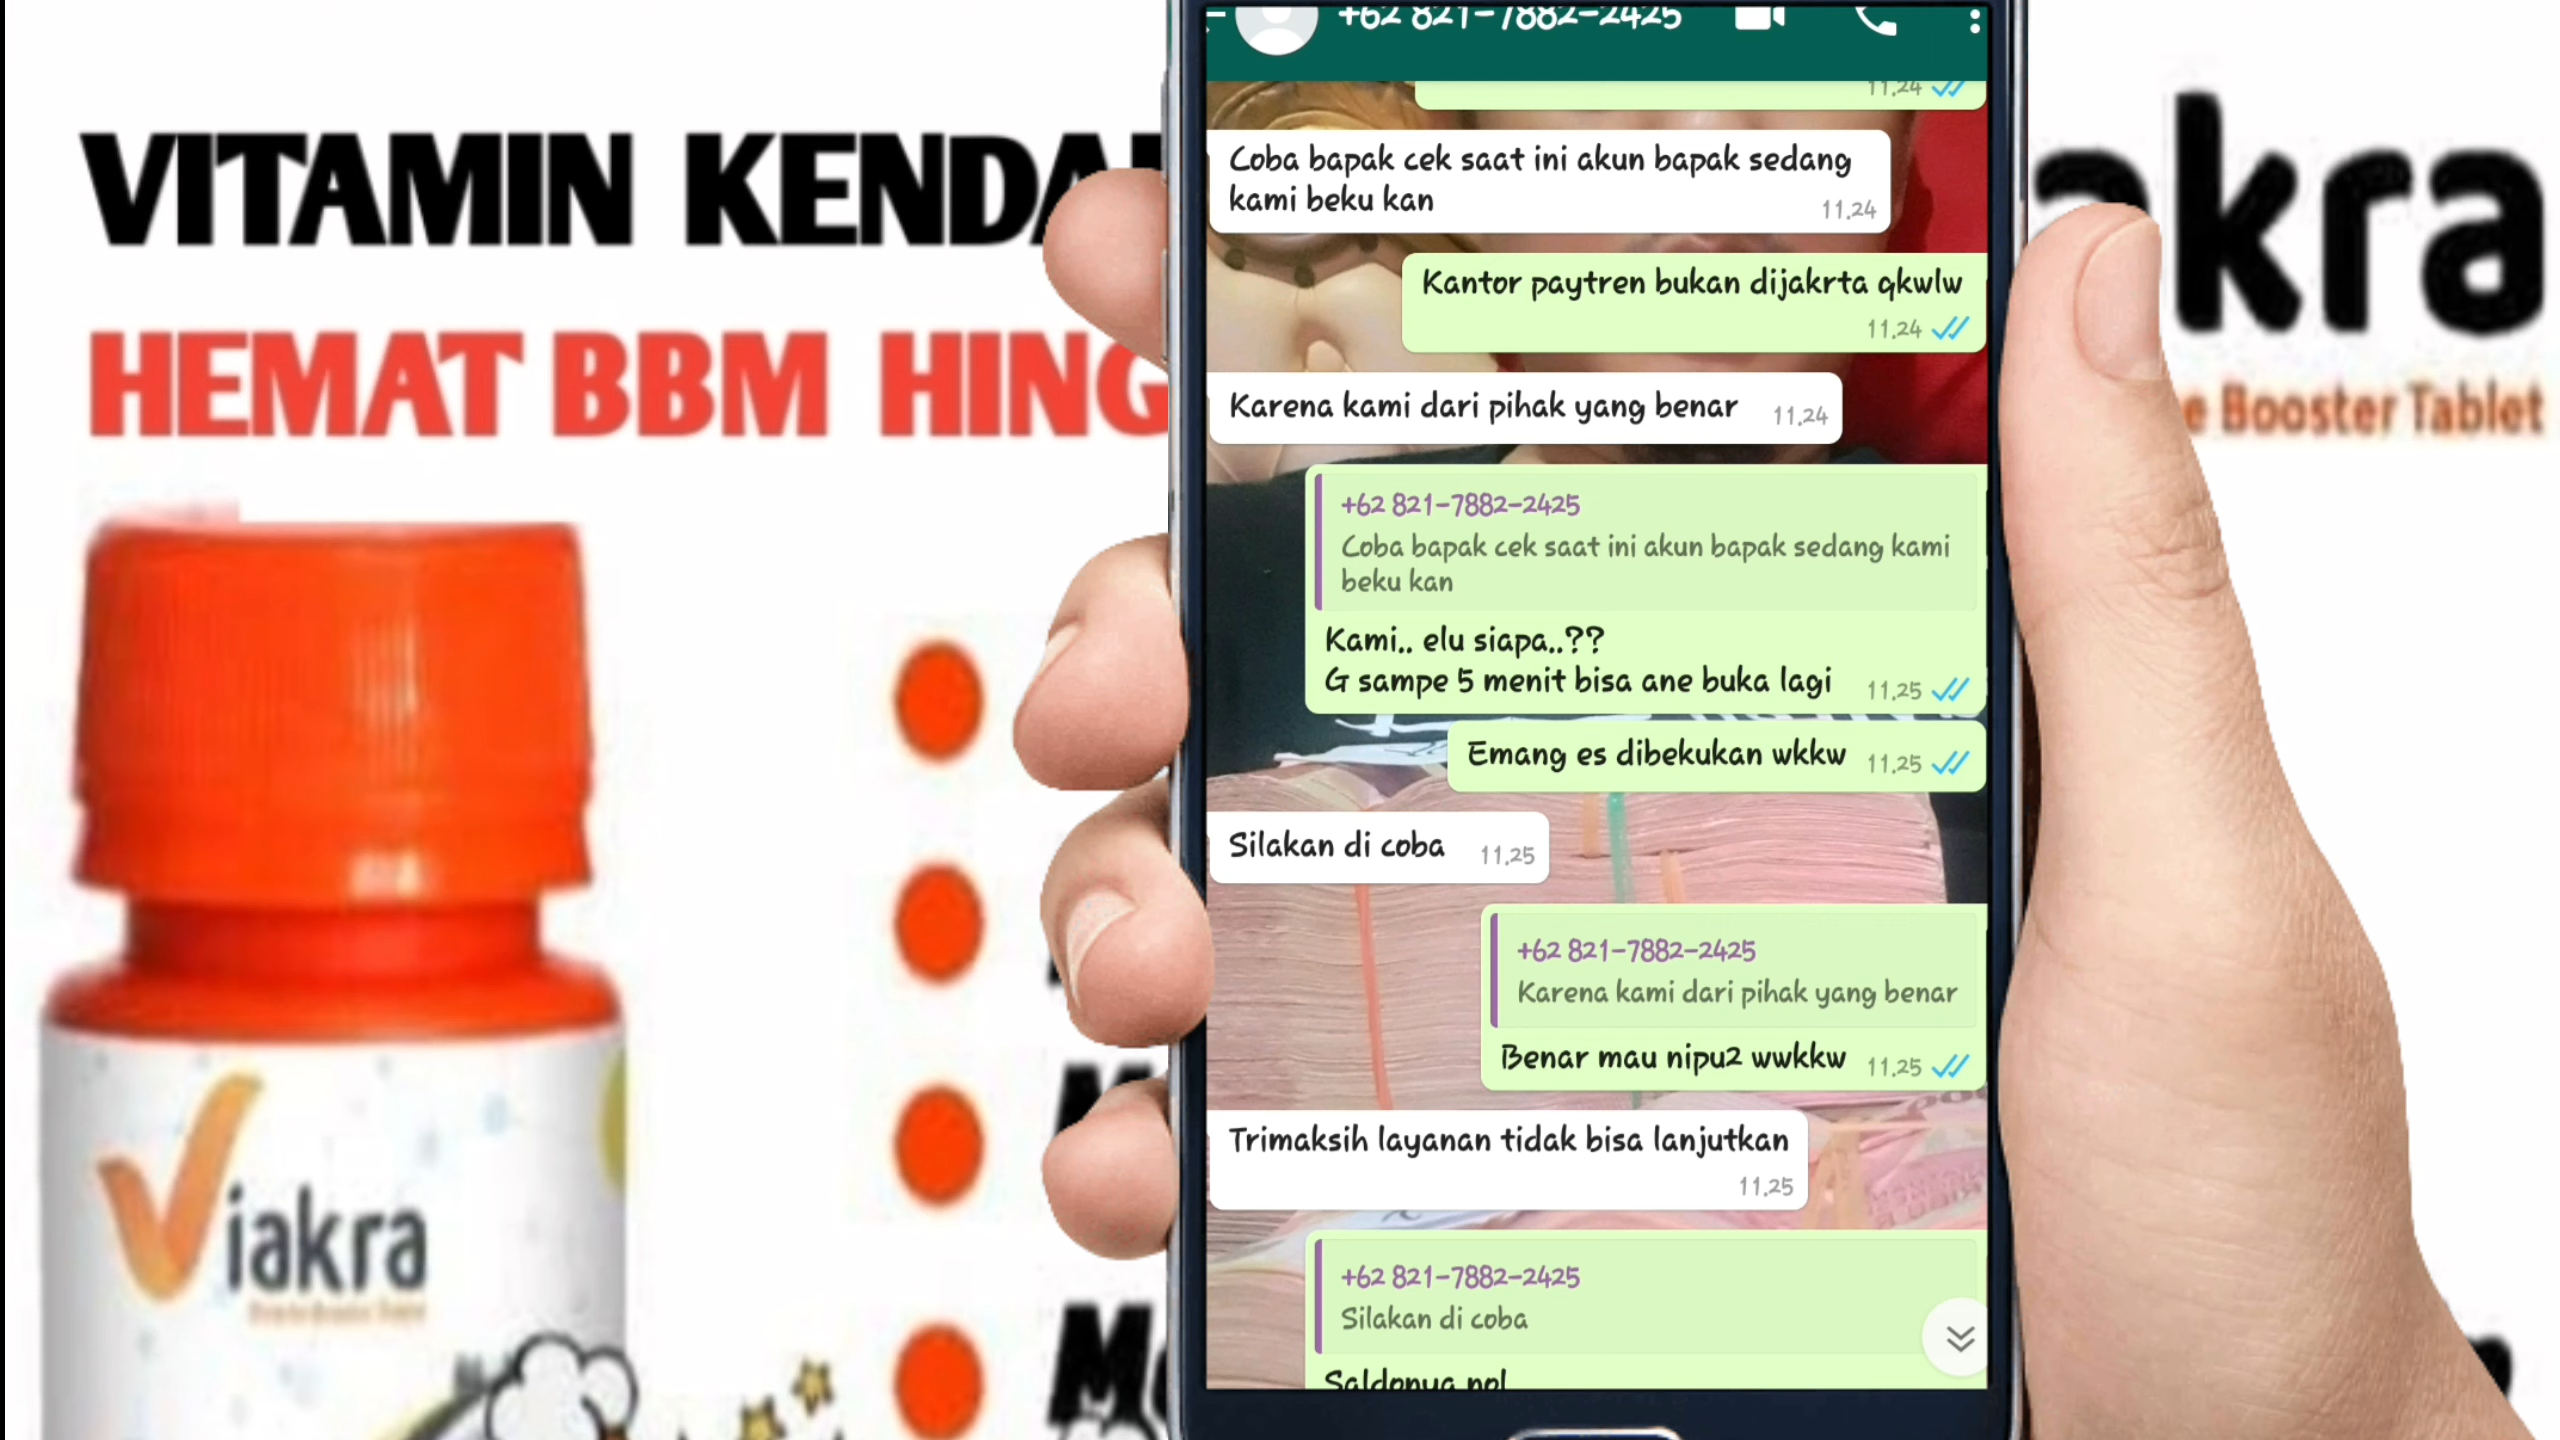 VITAMIN
HEMAT BBM
akra
e Booster Tablet
Viakra
+62 821-7882-2425
11.24
Coba bapak cek saat ini akun bapak sedang
kami beku kan
11.24
Kantor paytren bukan dijakrta qkwlw
11.24
Karena kami dari pihak yang benar 11.24
+62 821-7882-2425
Coba bapak cek saat ini akun bapak sedang kami
beku kan
Kami.. elu siapa..??
G sampe 5 menit bisa ane buka lagi 11.25
Emang es dibekukan wkkw 11.25
Silakan di coba 11.25
+62 821-7882-2425
Karena kami dari pihak yang benar
Benar mau nipu2 wwkkw 11.25
Trimaksih layanan tidak bisa lanjutkan
11.25
+62 821-7882-2425
Silakan di coba
Saldonya nol